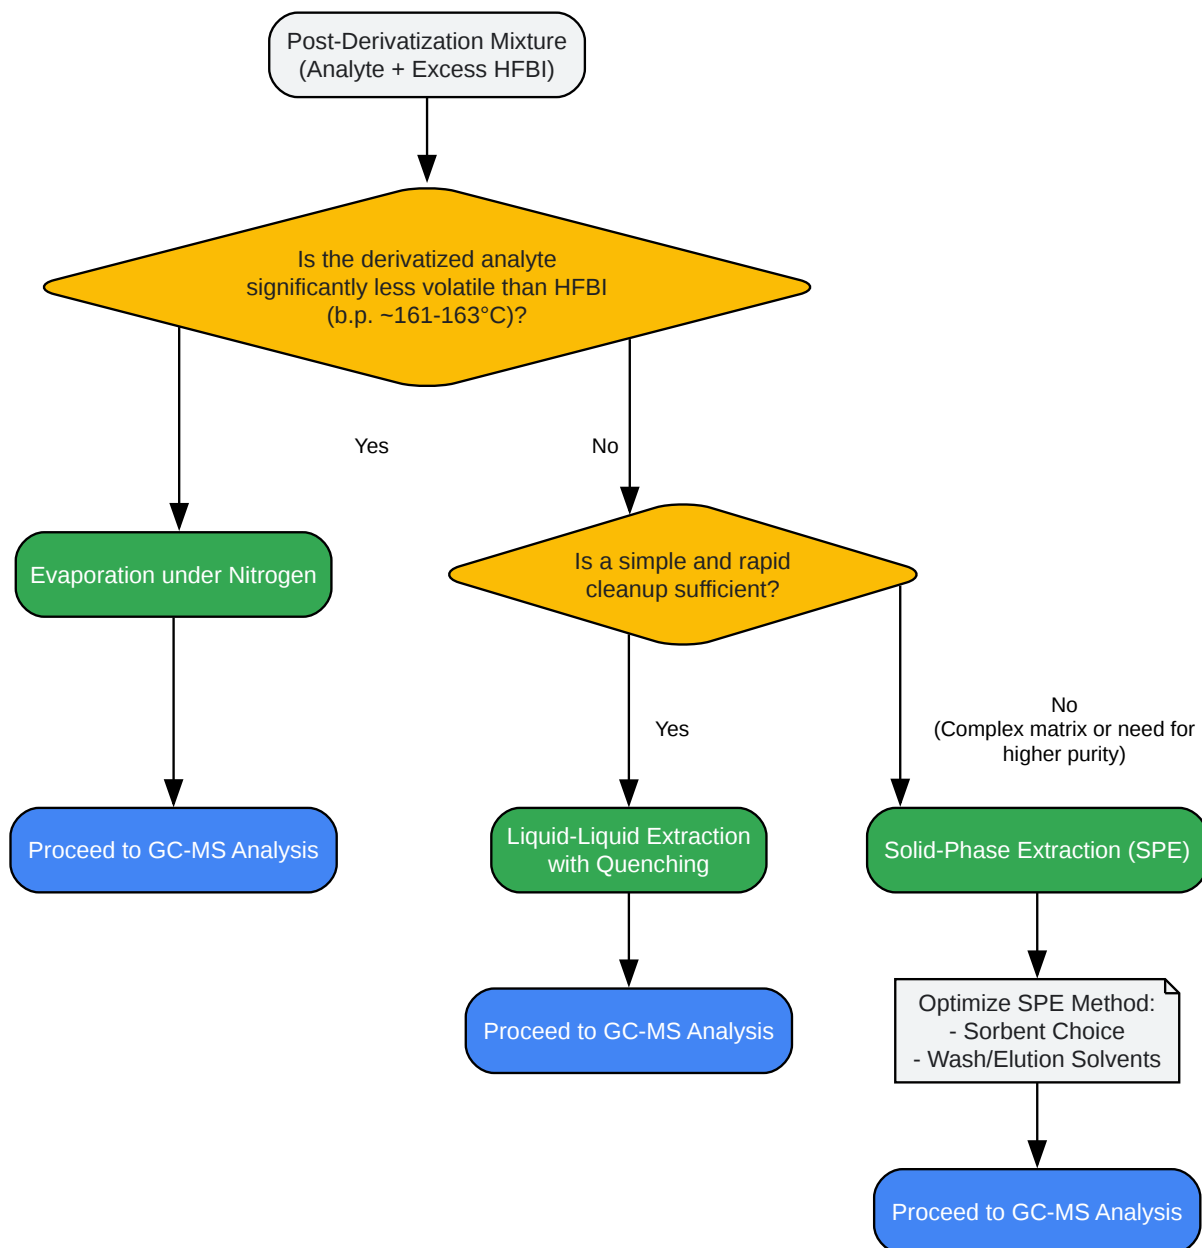 Post-Derivatization Mixture
(Analyte + Excess HFBI)
Is the derivatized analyte
significantly less volatile than HFBI
(b.p. ~161-163°C)?
Yes
No
Evaporation under Nitrogen
Is a simple and rapid
cleanup sufficient?
Yes
No
(Complex matrix or need for
higher purity)
Proceed to GC-MS Analysis
Liquid-Liquid Extraction
with Quenching
Solid-Phase Extraction (SPE)
Proceed to GC-MS Analysis
Optimize SPE Method:
- Sorbent Choice
- Wash/Elution Solvents
Proceed to GC-MS Analysis